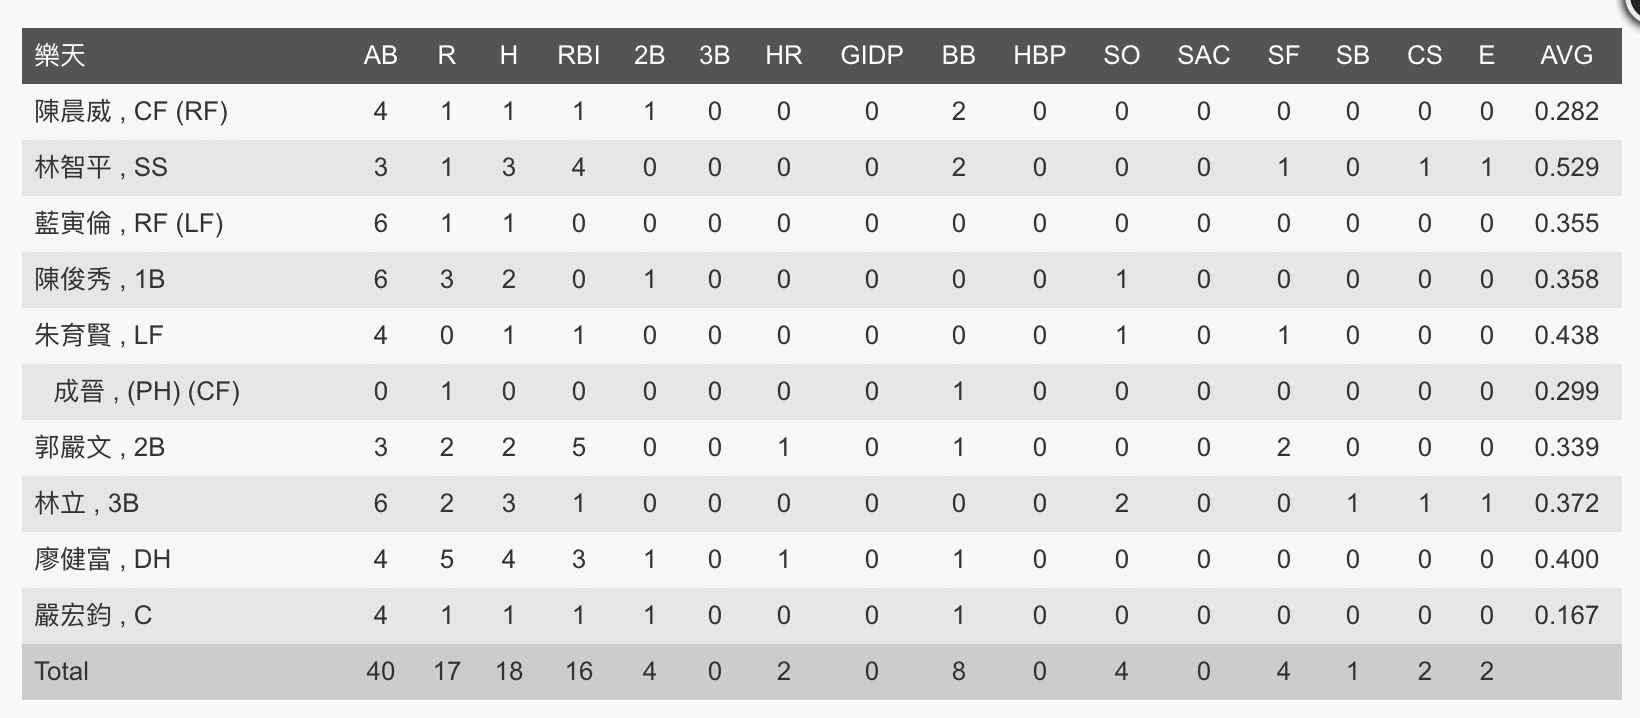 樂天 AB R H RBI 2B 3B HR GIDP BB HBP SO SAC SF SB CS E AVG
陳晨威 , CF (RF) 4 1 1 1 1 0 0 0 2 0 0 0 0 0 0 0 0.282
林智平 , SS 3 1 3 4 0 0 0 0 2 0 0 0 1 0 1 1 0.529
藍寅倫 , RF (LF) 6 1 1 0 0 0 0 0 0 0 0 0 0 0 0 0 0.355
陳俊秀 , 1B 6 3 2 0 1 0 0 0 0 0 1 0 0 0 0 0 0.358
朱育賢 , LF 4 0 1 1 0 0 0 0 0 0 1 0 1 0 0 0 0.438
成晉 , (PH) (CF) 0 1 0 0 0 0 0 0 1 0 0 0 0 0 0 0 0.299
郭嚴文 , 2B 3 2 2 5 0 0 1 0 1 0 0 0 2 0 0 0 0.339
林立 , 3B 6 2 3 1 0 0 0 0 0 0 2 0 0 1 1 1 0.372
廖健富 , DH 4 5 4 3 1 0 1 0 1 0 0 0 0 0 0 0 0.400
嚴宏鈞 , C 4 1 1 1 1 0 0 0 1 0 0 0 0 0 0 0 0.167
Total 40 17 18 16 4 0 2 0 8 0 4 0 4 1 2 2